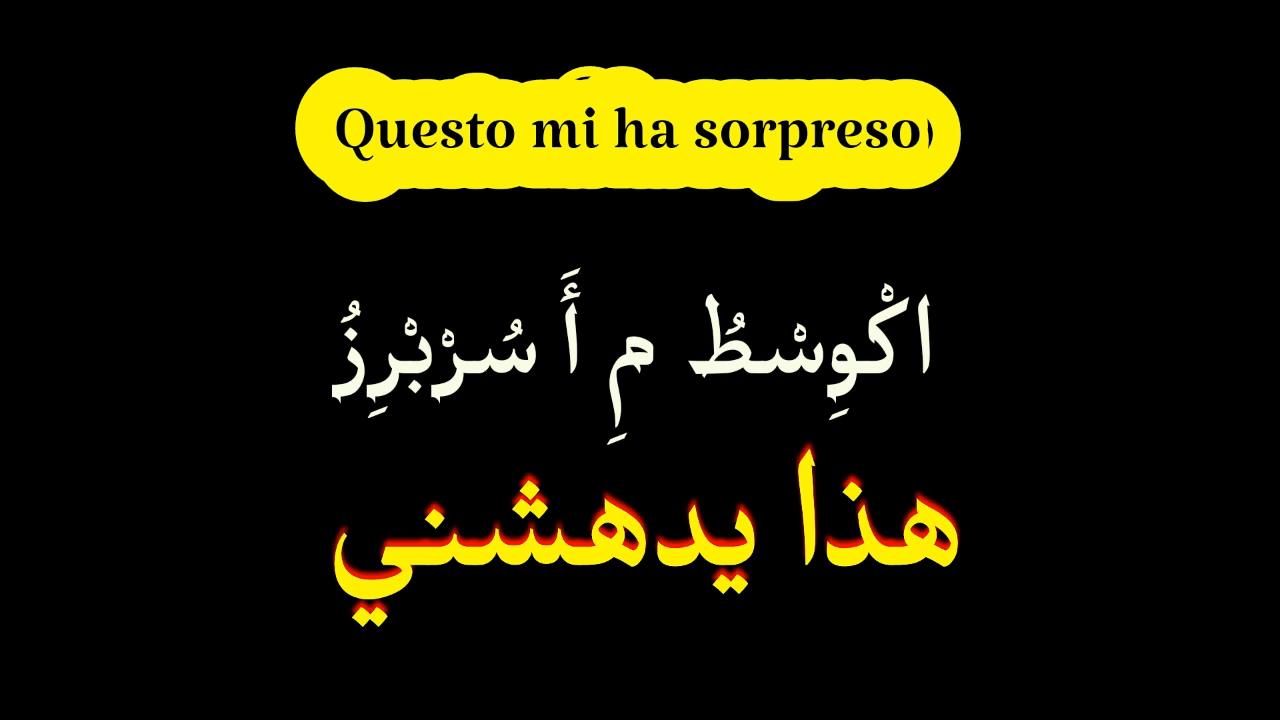 Questo mi ha sorpreso
اكْوِسْطُ مِ أَ سُرْبْرِزُ
هذا يدهشني